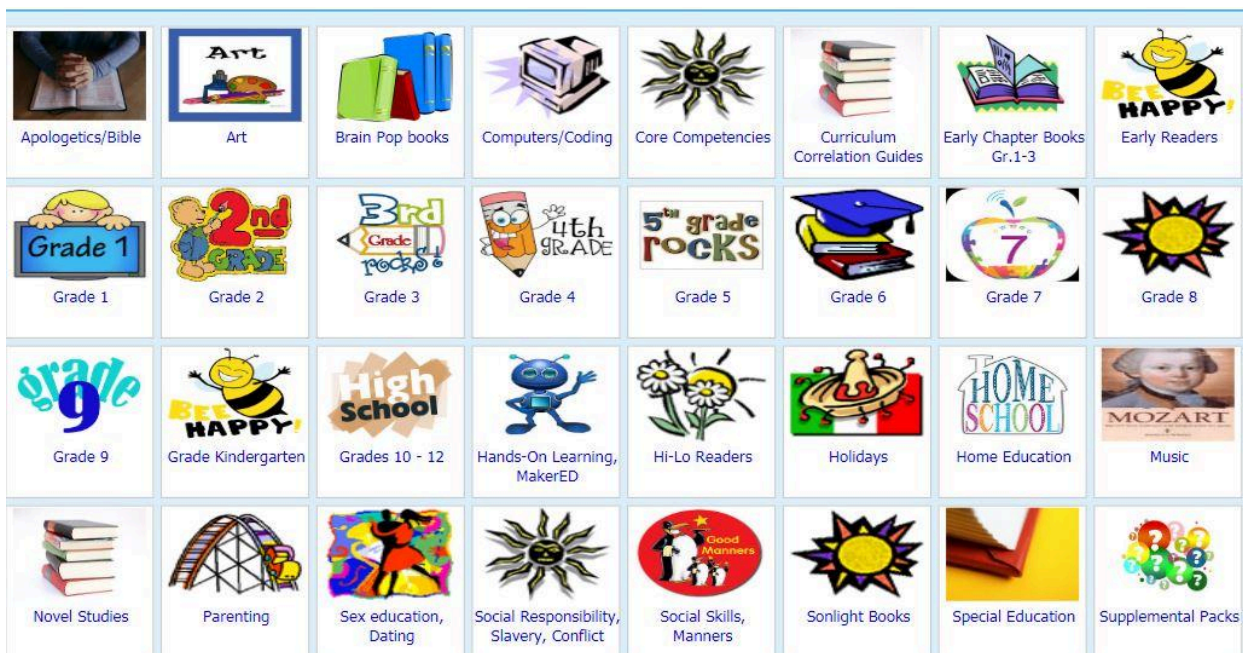 Art
BEE
HAPPY!
Apologetics/Bible
Art
Brain Pop books
Computers/Coding
Core Competencies
Curriculum
Correlation Guides
Early Chapter Books
Gr.1-3
Early Readers
Grade 1
2nd
GRADE
3rd
Grade
rocks!
4th
GRADE
5th grade
rocks
7
Grade 1
Grade 2
Grade 3
Grade 4
Grade 5
Grade 6
Grade 7
Grade 8
grade
9
BEE
HAPPY!
High
School
HOME
SCHOOL
MOZART
Grade 9
Grade Kindergarten
Grades 10 - 12
Hands-On Learning,
MakerED
Hi-Lo Readers
Holidays
Home Education
Music
Good
Manners
Novel Studies
Parenting
Sex education,
Dating
Social Responsibility,
Slavery, Conflict
Social Skills,
Manners
Sonlight Books
Special Education
Supplemental Packs